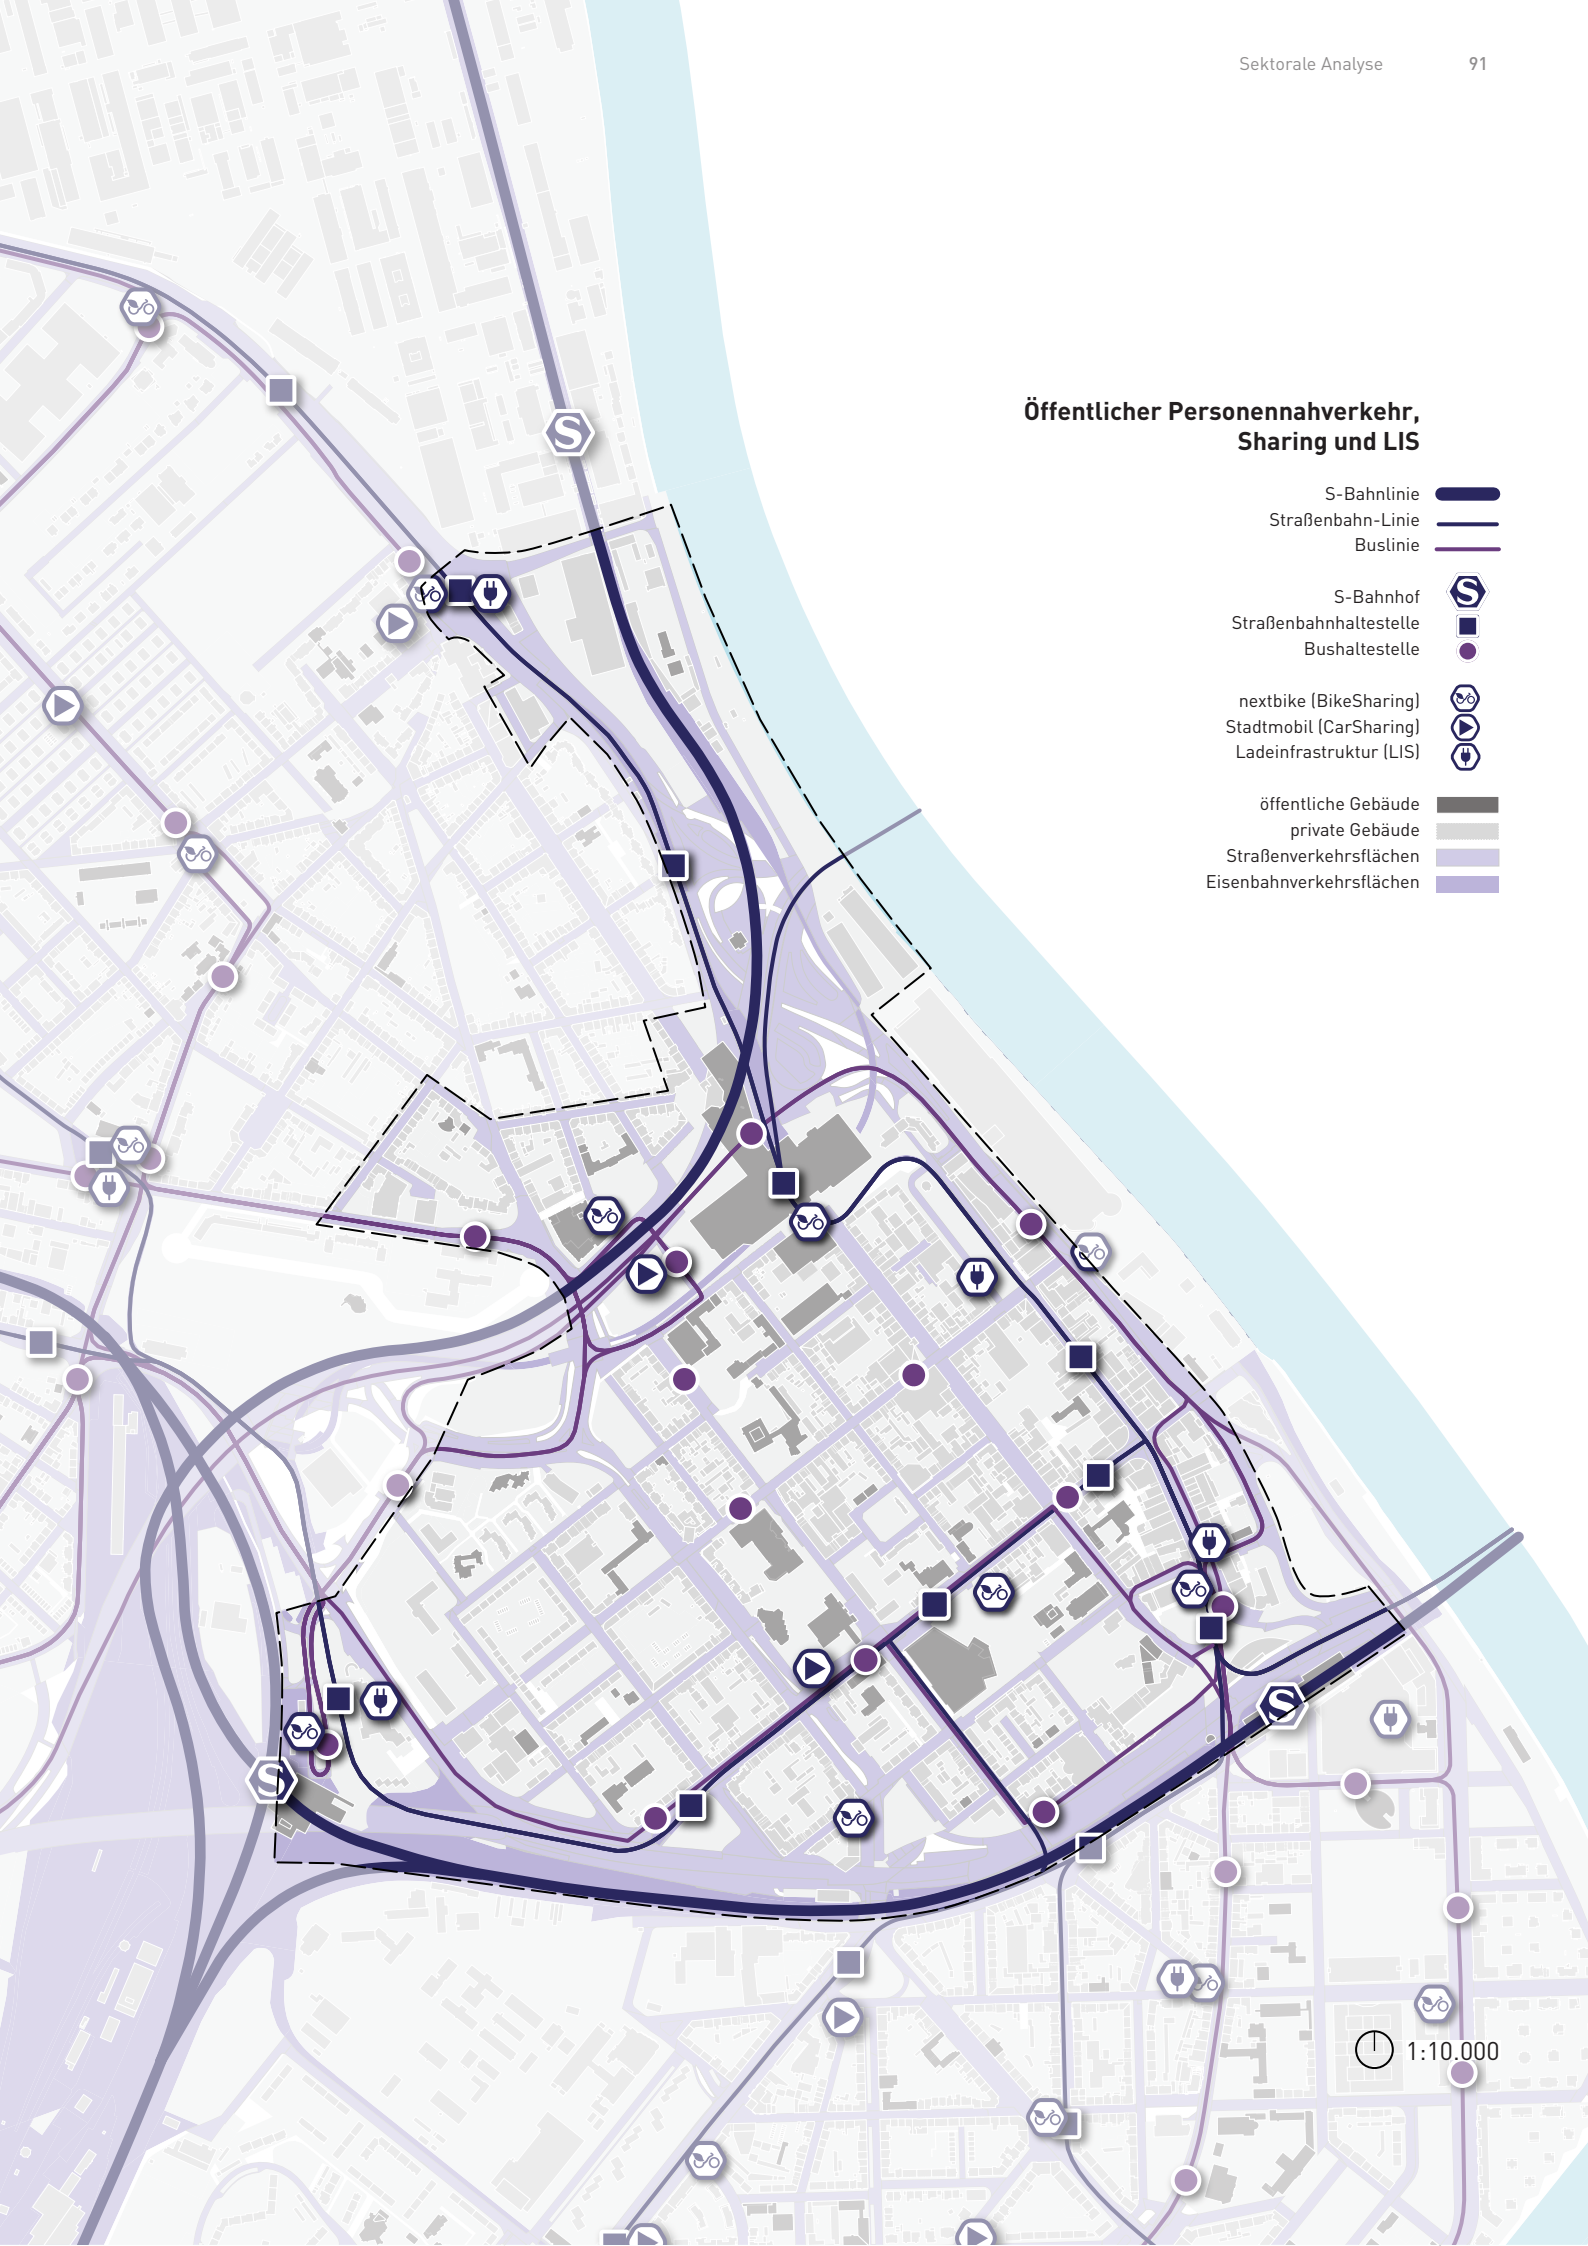 Sektorale Analyse 91
Öffentlicher Personennahverkehr,
Sharing und LIS
S-Bahnlinie
Straßenbahn-Linie
Buslinie
S-Bahnhof S
Straßenbahnhaltestelle
Bushaltestelle
nextbike (BikeSharing)
Stadtmobil (CarSharing)
Ladeinfrastruktur (LIS)
öffentliche Gebäude
private Gebäude
Straßenverkehrsflächen
Eisenbahnverkehrsflächen
S
S
S
1:10.000